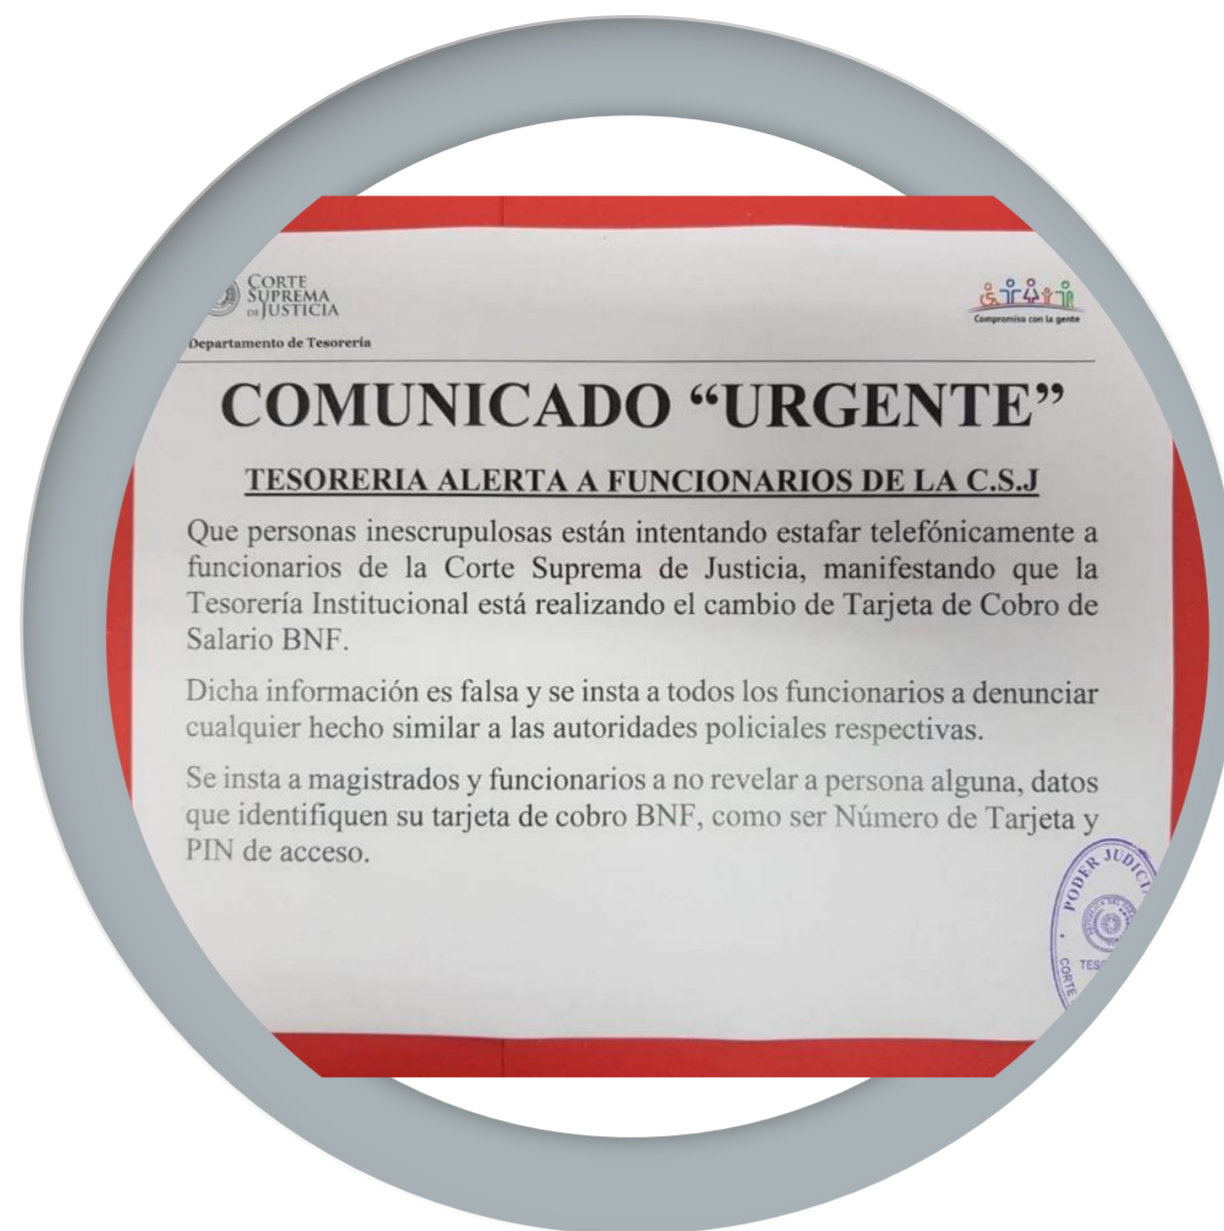 CORTE
SUPREMA
DE JUSTICIA
Compromiso con la gente
Departamento de Tesorería
COMUNICADO “URGENTE”
TESORERIA ALERTA A FUNCIONARIOS DE LA C.S.J
Que personas inescrupulosas están intentando estafar telefónicamente a
funcionarios de la Corte Suprema de Justicia, manifestando que la
Tesorería Institucional está realizando el cambio de Tarjeta de Cobro de
Salario BNF.
Dicha información es falsa y se insta a todos los funcionarios a denunciar
cualquier hecho similar a las autoridades policiales respectivas.
Se insta a magistrados y funcionarios a no revelar a persona alguna, datos
que identifiquen su tarjeta de cobro BNF, como ser Número de Tarjeta y
PIN de acceso.
PODER
CORTE